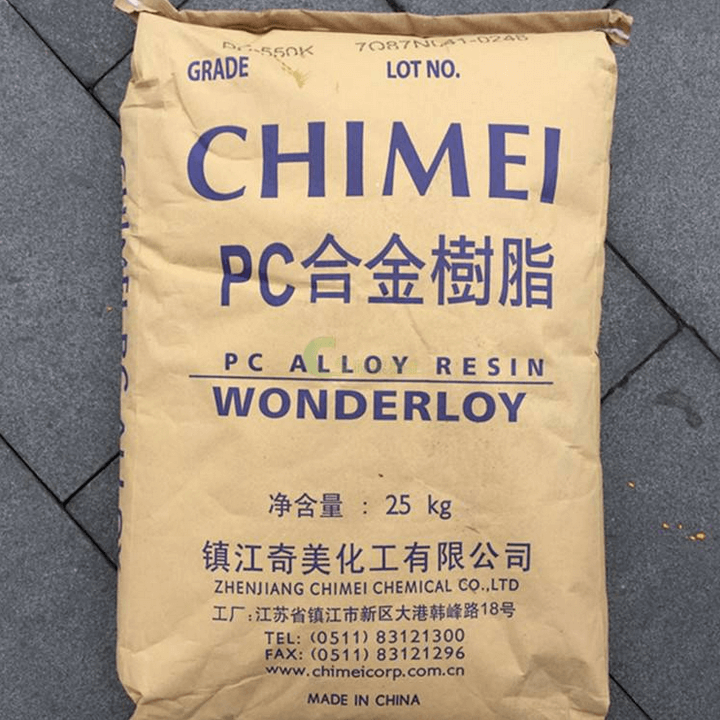 GRADE LOT NO.
CHIMEI
PC合金樹脂
PC ALLOY RESIN
WONDERLOY
净含量 : 25 kg
镇江奇美化工有限公司
ZHENJIANG CHIMEI CHEMICAL CO.,LTD
工厂:江苏省镇江市新区大港韩峰路18号
TEL: (0511) 83121300
FAX: (0511) 83121296
www.chimeicorp.com.cn
MADE IN CHINA